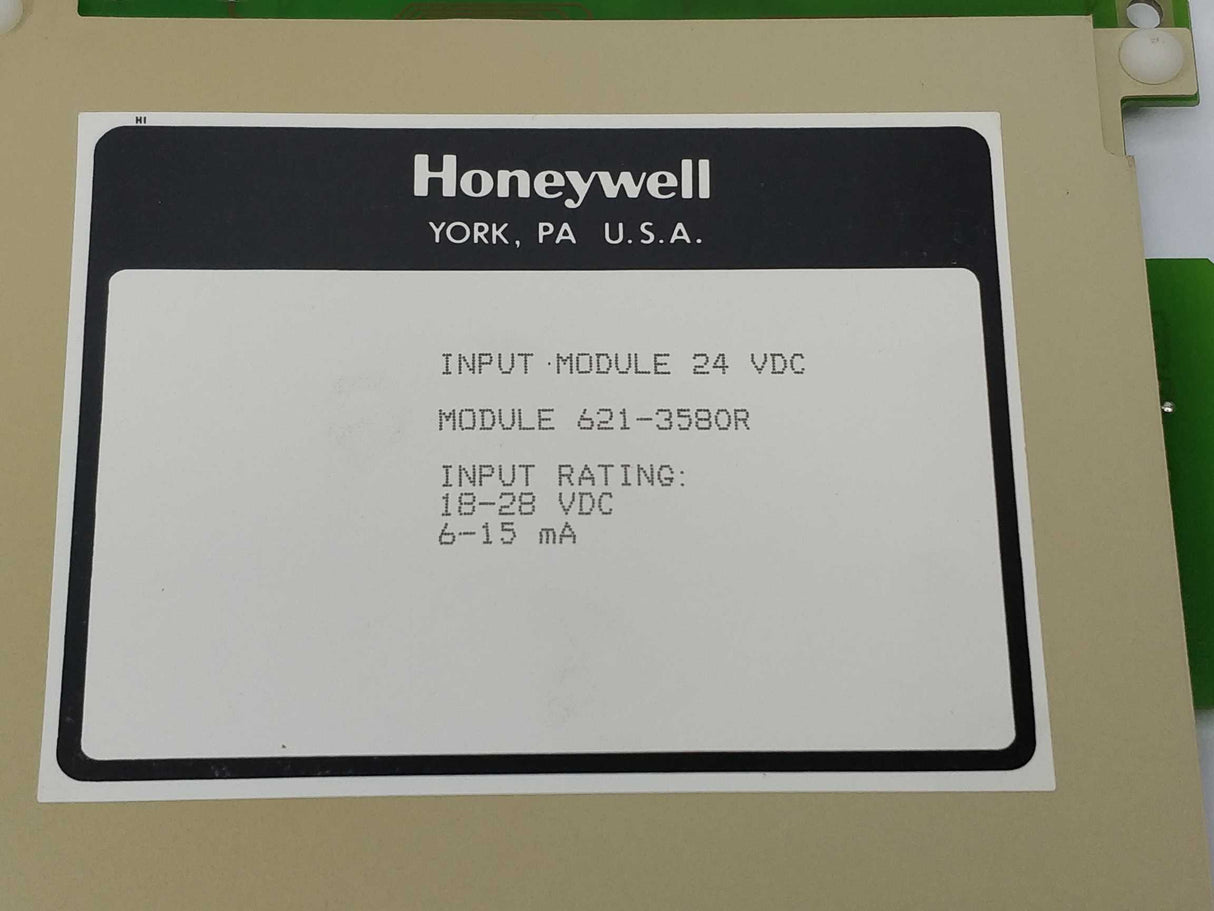 HI
Honeywell
YORK, PA U.S.A.
INPUT MODULE 24 VDC
MODULE 621-3580R
INPUT RATING:
18-28 VDC
6-15 mA